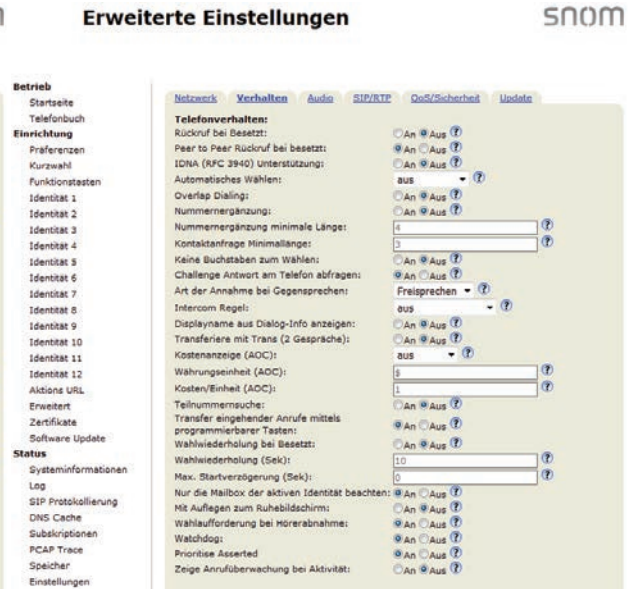 Erweiterte Einstellungen
snom
Betrieb
Startseite
Telefonbuch
Einrichtung
Präferenzen
Kurzwahl
Funktionstasten
Identität 1
Identität 2
Identität 3
Identität 4
Identität 5
Identität 6
Identität 7
Identität 8
Identität 9
Identität 10
Identität 11
Identität 12
Aktions URL
Erweitert
Zertifikate
Software Update
Status
Systeminformationen
Log
SIP Protokollierung
DNS Cache
Subskriptionen
PCAP Trace
Speicher
Einstellungen
Netzwerk Verhalten Audio SIP/RTP QoS/Sicherheit Update
Telefonverhalten:
Rückruf bei Besetzt: An Aus ?
Peer to Peer Rückruf bei besetzt: An Aus ?
IDNA (RFC 3940) Unterstützung: An Aus ?
Automatisches Wählen: aus ?
Overlap Dialing: An Aus ?
Nummernergänzung: An Aus ?
Nummernergänzung minimale Länge: 4 ?
Kontaktanfrage Minimallänge: 3 ?
Keine Buchstaben zum Wählen: An Aus ?
Challenge Antwort am Telefon abfragen: An Aus ?
Art der Annahme bei Gegensprechen: Freisprechen ?
Intercom Regel: aus ?
Displayname aus Dialog-Info anzeigen: An Aus ?
Transferiere mit Trans (2 Gespräche): An Aus ?
Kostenanzeige (AOC): aus ?
Währungseinheit (AOC): $ ?
Kosten/Einheit (AOC): 1 ?
Teilnummernsuche: An Aus ?
Transfer eingehender Anrufe mittels
programmierbarer Tasten: An Aus ?
Wahlwiederholung bei Besetzt: An Aus ?
Wahlwiederholung (Sek): 10 ?
Max. Startverzögerung (Sek): 0 ?
Nur die Mailbox der aktiven Identität beachten: An Aus ?
Mit Auflegen zum Ruhebildschirm: An Aus ?
Wahlaufforderung bei Hörerabnahme: An Aus ?
Watchdog: An Aus ?
Prioritise Asserted An Aus ?
Zeige Anrufüberwachung bei Aktivität: An Aus ?